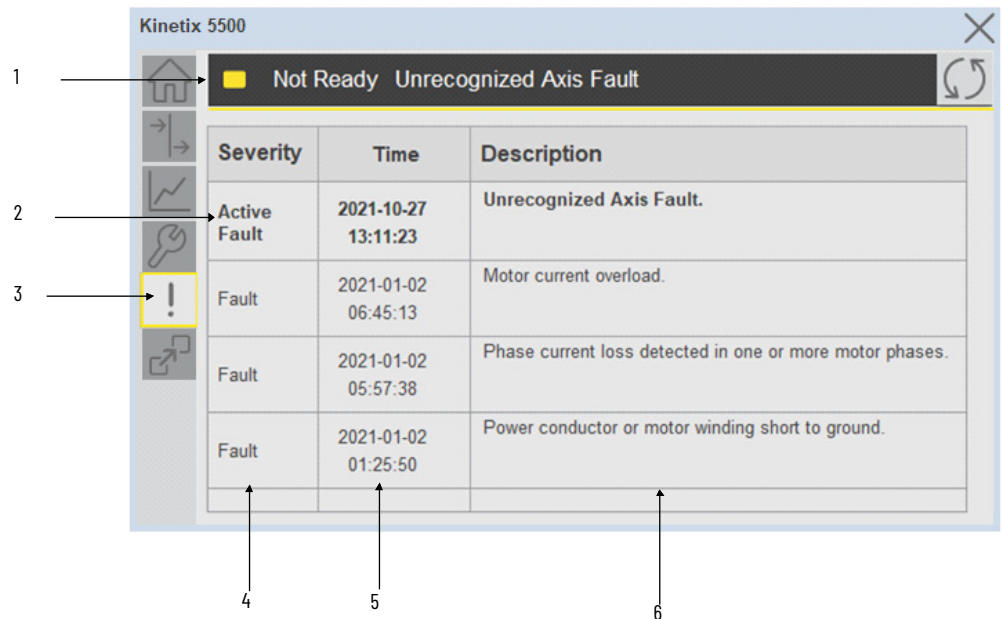 Kinetix 5500
1
Not Ready Unrecognized Axis Fault
Severity Time Description
2
Active Fault
2021-10-27
13:11:23
Unrecognized Axis Fault.
3
!
Fault
2021-01-02
06:45:13
Motor current overload.
Fault
2021-01-02
05:57:38
Phase current loss detected in one or more motor phases.
Fault
2021-01-02
01:25:50
Power conductor or motor winding short to ground.
4
5
6